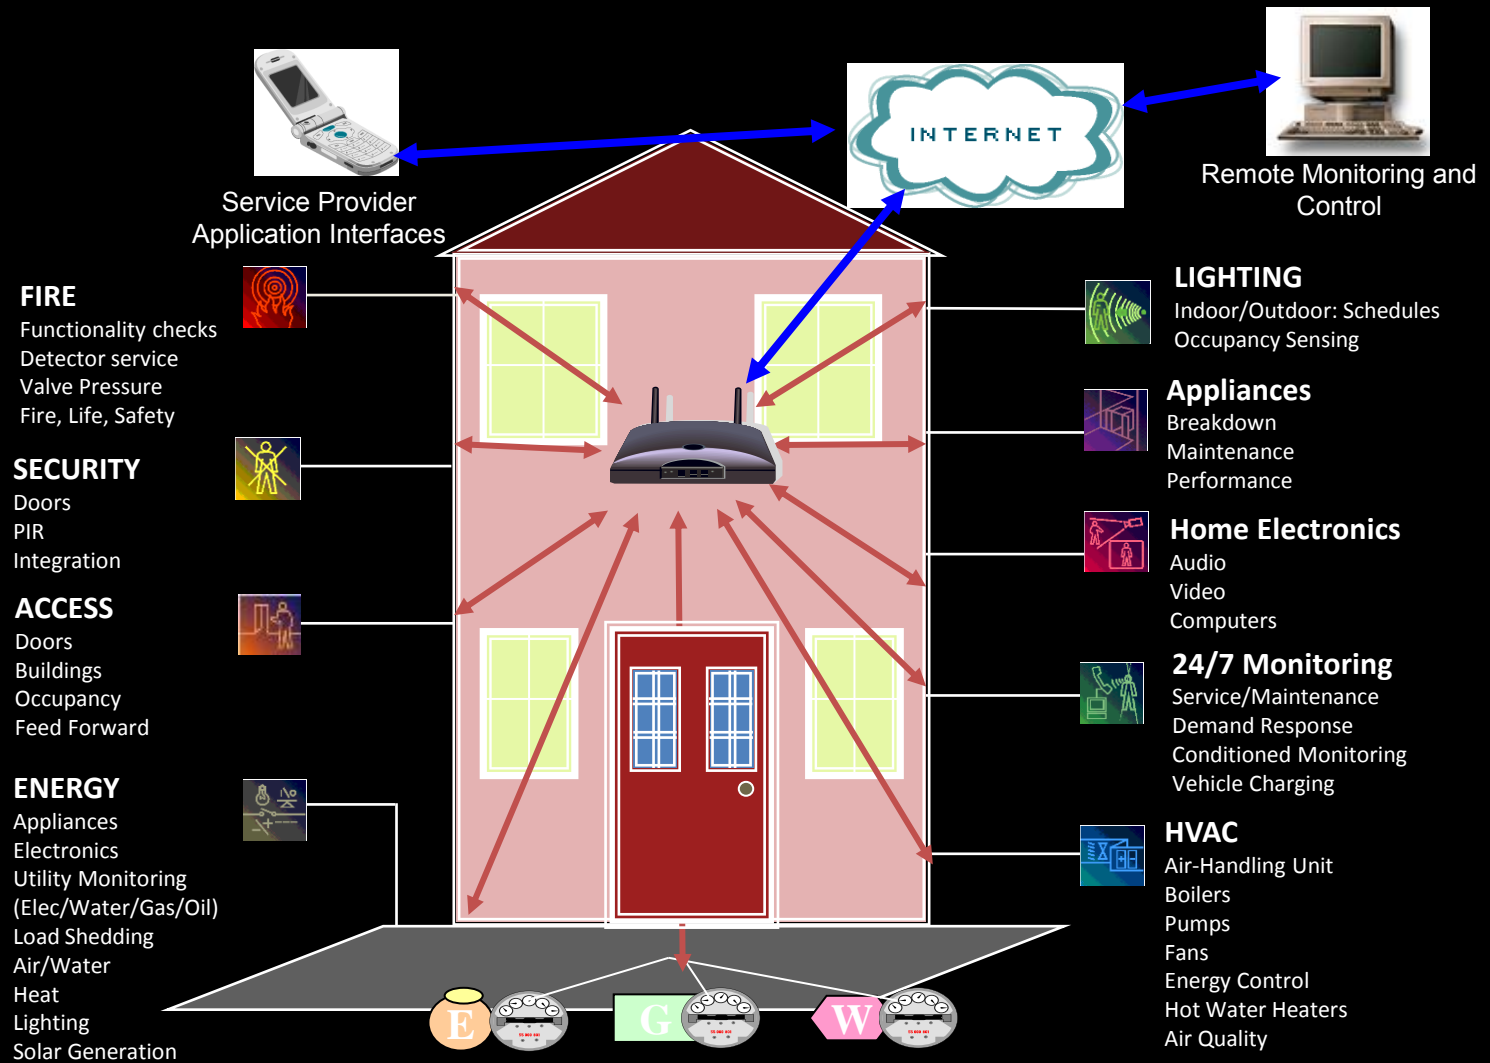 INTERNET
Service Provider
Application Interfaces
Remote Monitoring and
Control
FIRE
Functionality checks
Detector service
Valve Pressure
Fire, Life, Safety
SECURITY
Doors
PIR
Integration
ACCESS
Doors
Buildings
Occupancy
Feed Forward
ENERGY
Appliances
Electronics
Utility Monitoring
(Elec/Water/Gas/Oil)
Load Shedding
Air/Water
Heat
Lighting
Solar Generation
LIGHTING
Indoor/Outdoor: Schedules
Occupancy Sensing
Appliances
Breakdown
Maintenance
Performance
Home Electronics
Audio
Video
Computers
24/7 Monitoring
Service/Maintenance
Demand Response
Conditioned Monitoring
Vehicle Charging
HVAC
Air-Handling Unit
Boilers
Pumps
Fans
Energy Control
Hot Water Heaters
Air Quality
E
G
W